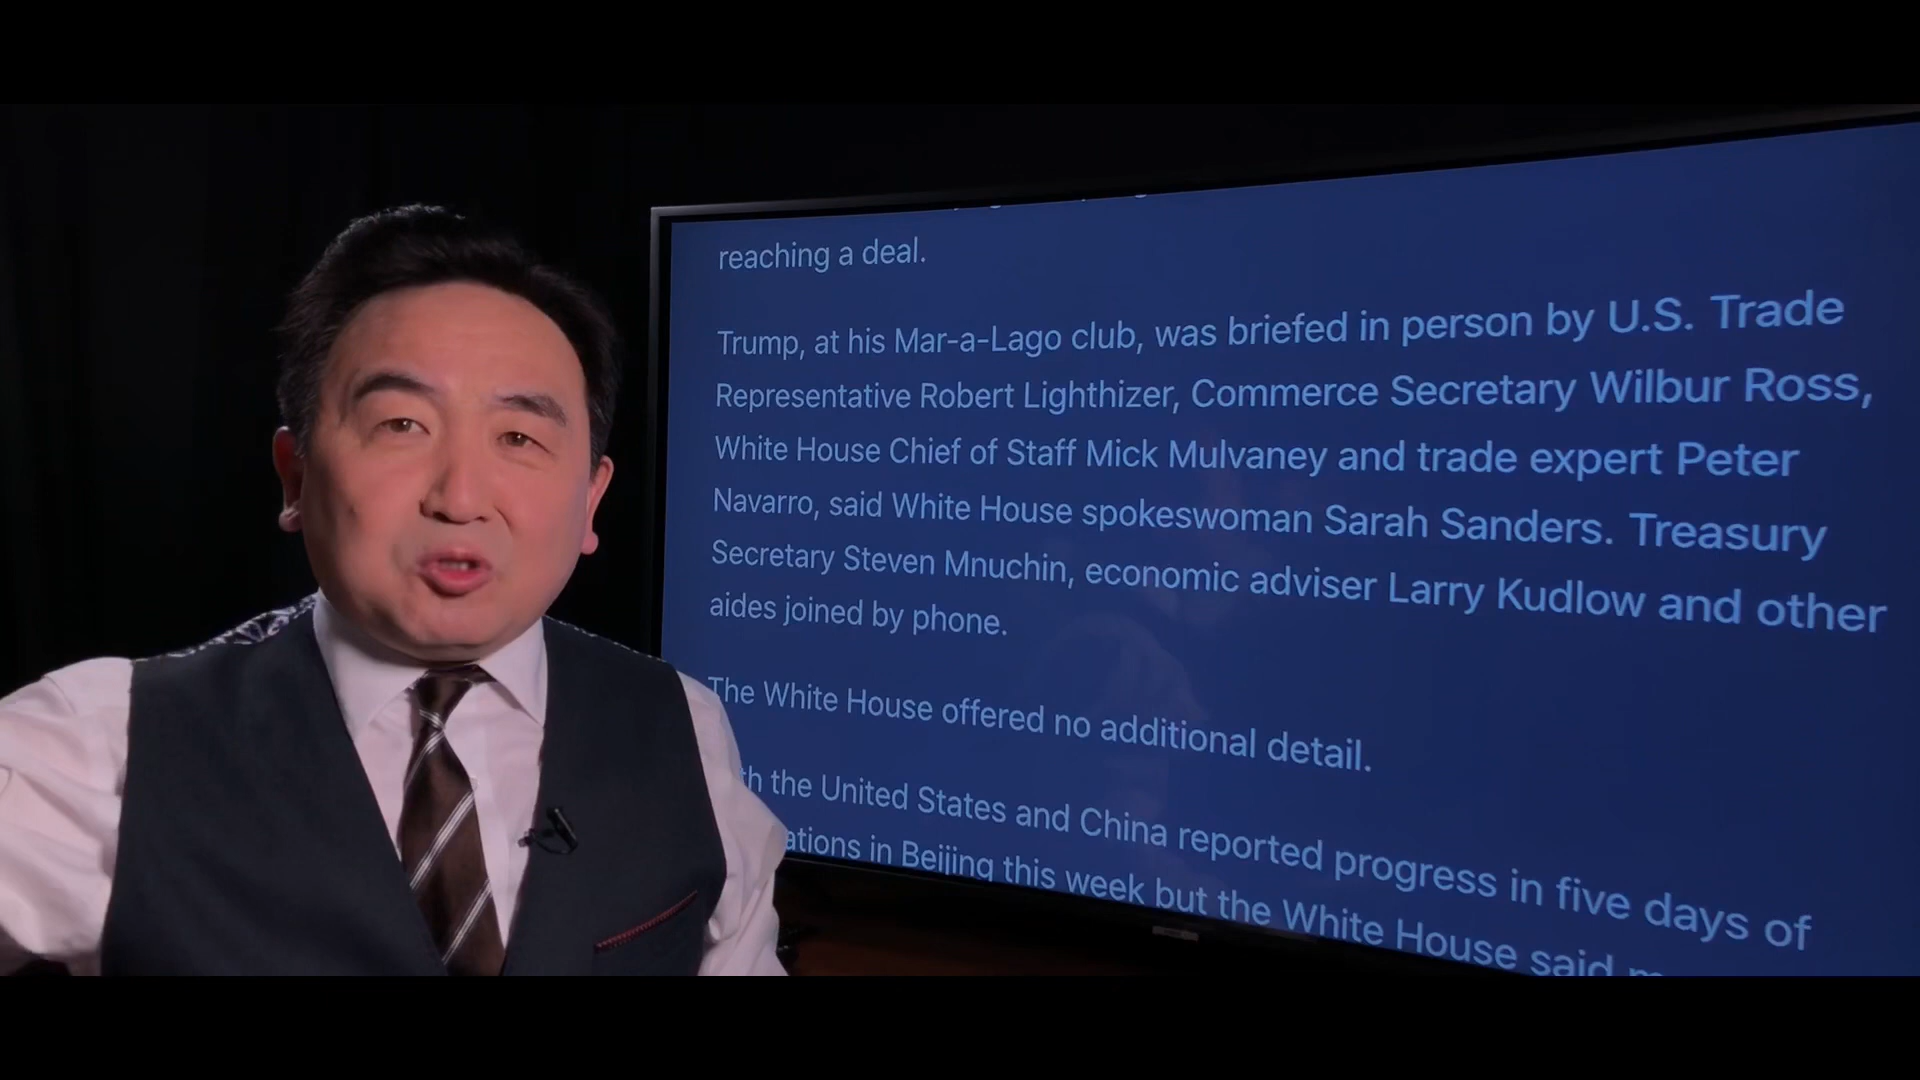 reaching a deal.
Trump, at his Mar-a-Lago club, was briefed in person by U.S. Trade
Representative Robert Lighthizer, Commerce Secretary Wilbur Ross,
White House Chief of Staff Mick Mulvaney and trade expert Peter
Navarro, said White House spokeswoman Sarah Sanders. Treasury
Secretary Steven Mnuchin, economic adviser Larry Kudlow and other
aides joined by phone.
The White House offered no additional detail.
the United States and China reported progress in five days of
in Beijing this week but the White House said